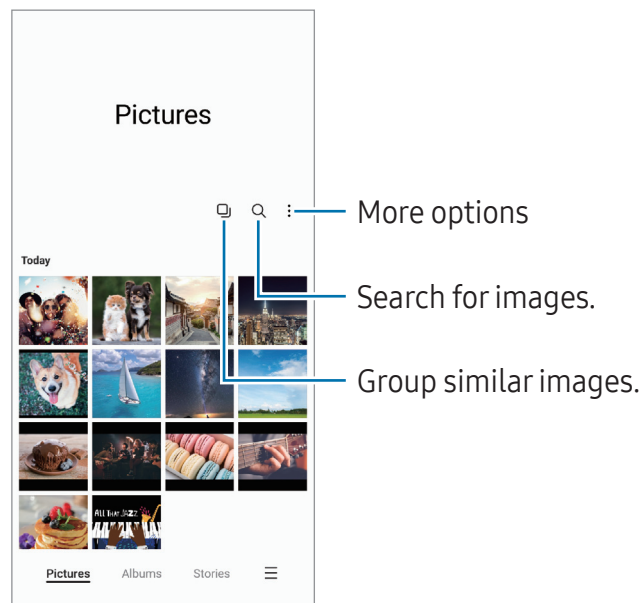 Pictures
More options
Today
Search for images.
Group similar images.
ALL THAT JAZZ
Pictures Albums Stories